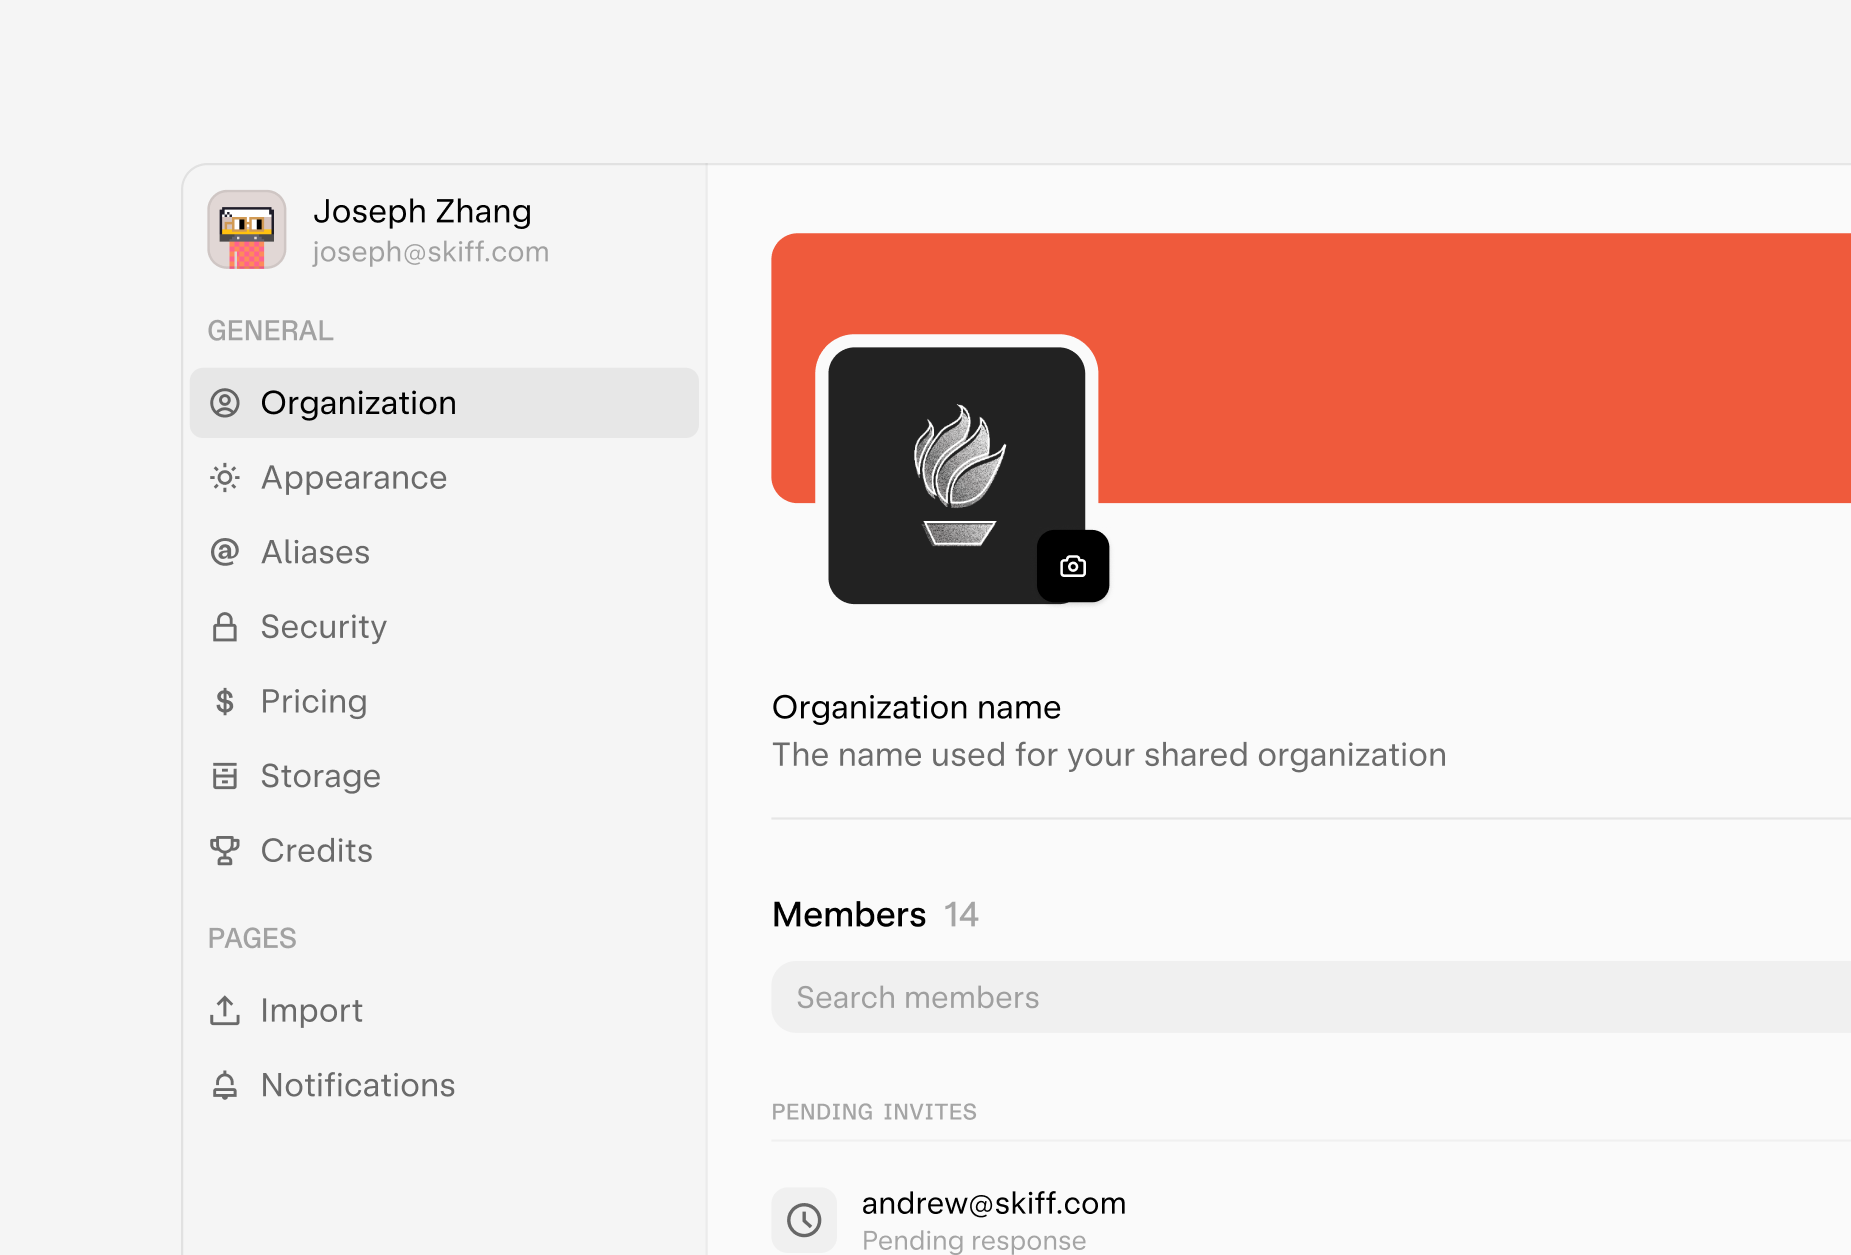 Joseph Zhang
joseph@skiff.com
GENERAL
Organization
Appearance
Aliases
Security
Pricing
Storage
Credits
PAGES
Import
Notifications
Organization name
The name used for your shared organization
Members 14
Search members
PENDING INVITES
andrew@skiff.com
Pending response